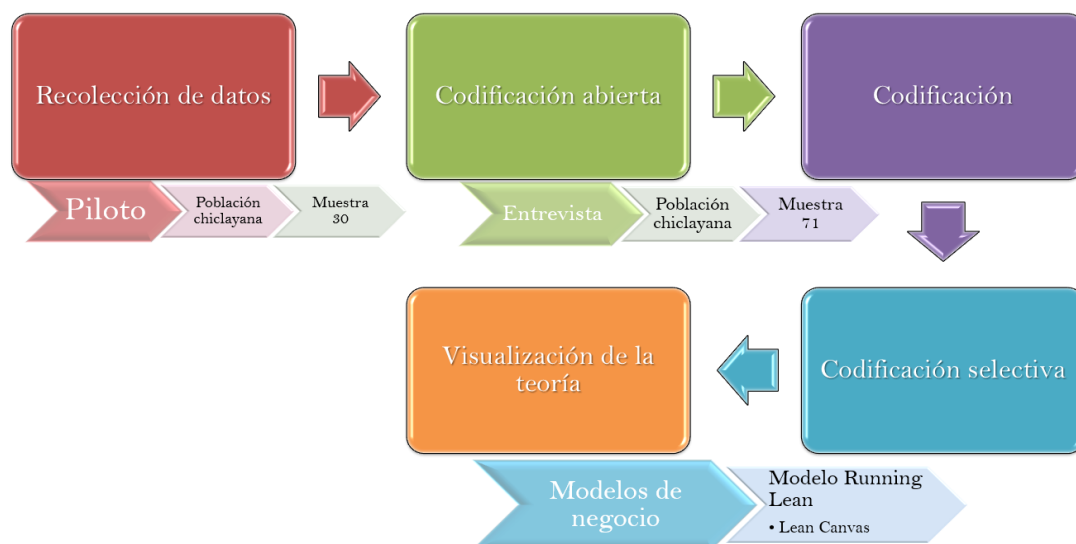 Recolección de datos
Codificación abierta
Codificación
Piloto
Población
chiclayana
Muestra
30
Entrevista
Población
chiclayana
Muestra
71
Visualización de la
teoría
Codificación selectiva
Modelos de
negocio
Modelo Running
Lean
• Lean Canvas